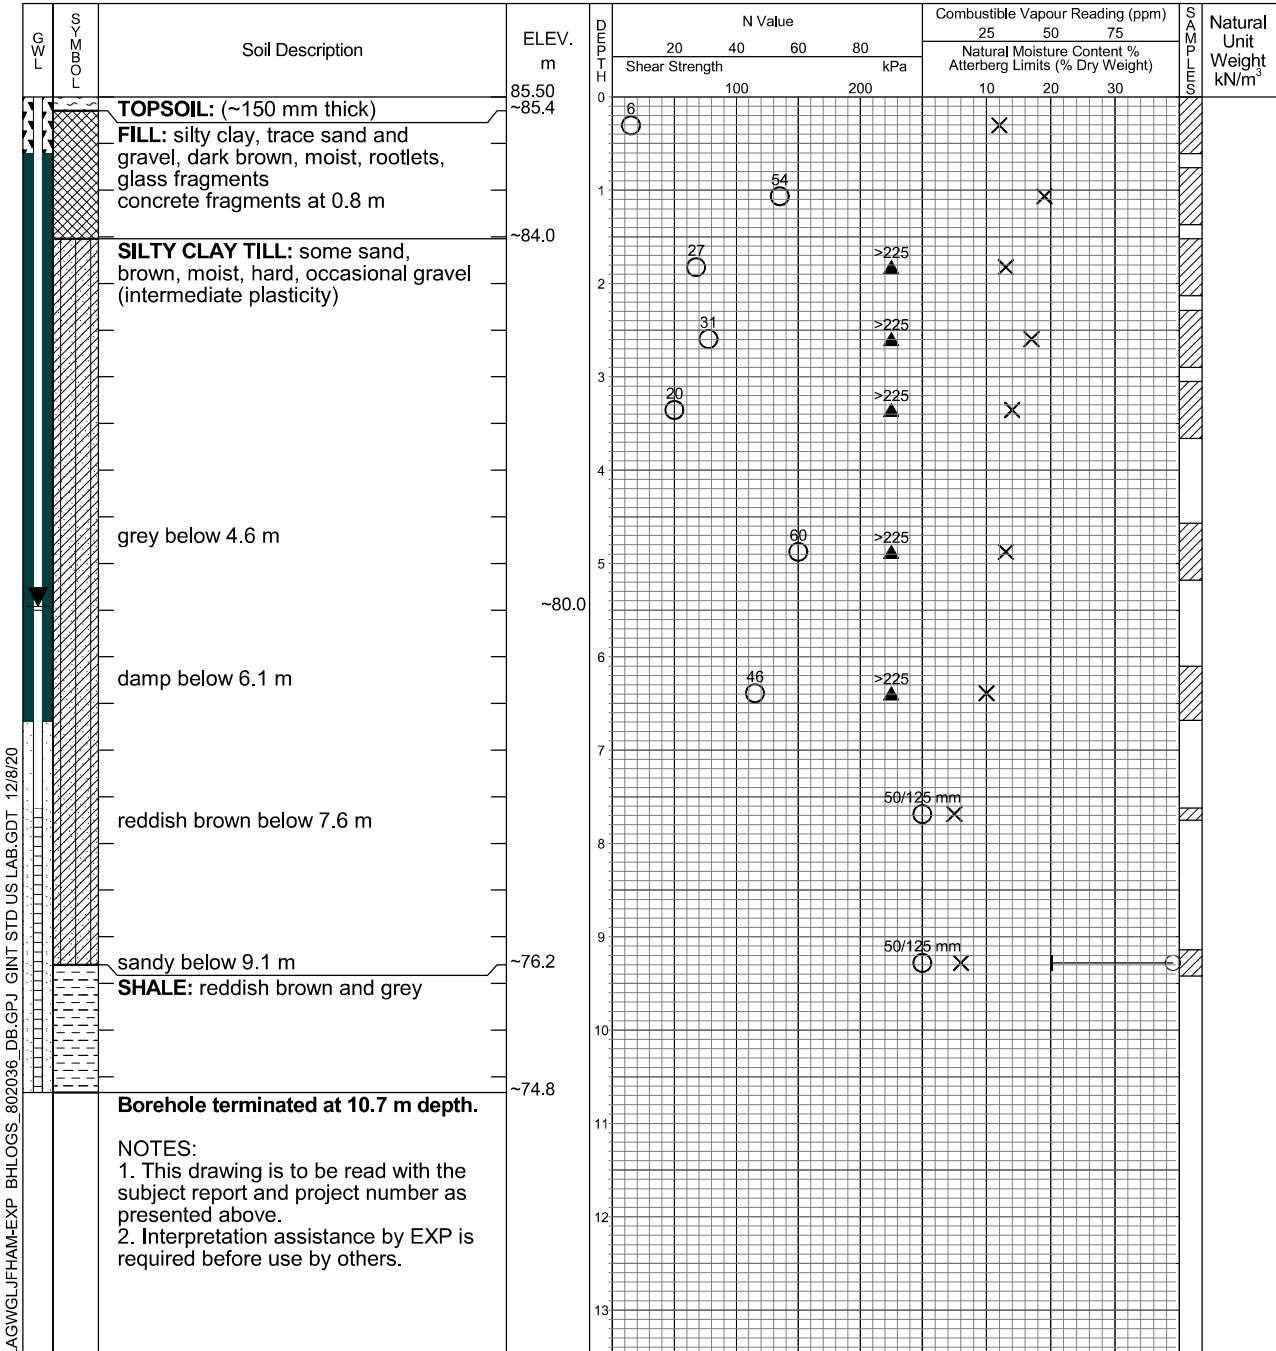 GWL
SYMBOL
Soil Description
ELEV.
m
DEPTH
N Value
20 40 60 80
Shear Strength kPa
100 200
Combustible Vapour Reading (ppm)
25 50 75
Natural Moisture Content %
Atterberg Limits (% Dry Weight)
10 20 30
SAMPLES
Natural
Unit
Weight
kN/m³
85.50
0
TOPSOIL: (~150 mm thick)
~85.4
6
FILL: silty clay, trace sand and
gravel, dark brown, moist, rootlets,
glass fragments
concrete fragments at 0.8 m
54
1
~84.0
SILTY CLAY TILL: some sand,
brown, moist, hard, occasional gravel
(intermediate plasticity)
27 >225
2
31 >225
3
20 >225
4
grey below 4.6 m
60 >225
5
~80.0
6
damp below 6.1 m
46 >225
7
50/125 mm
reddish brown below 7.6 m
8
9
50/125 mm
sandy below 9.1 m
~76.2
SHALE: reddish brown and grey
10
~74.8
Borehole terminated at 10.7 m depth.
11
NOTES:
1. This drawing is to be read with the
subject report and project number as
presented above.
2. Interpretation assistance by EXP is
required before use by others.
12
13
AGWGLJFHAM-EXP BHLOGS_802036_DB.GPJ GINT STD US LAB.GDT 12/8/20